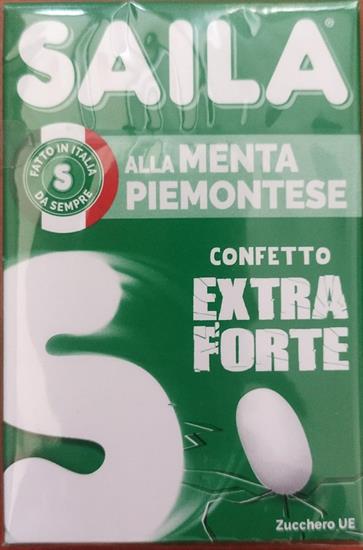 SAILA®
FATTO IN ITALIA
S
DA SEMPRE
ALLA MENTA
PIEMONTESE
CONFETTO
EXTRA
FORTE
S
Zucchero UE